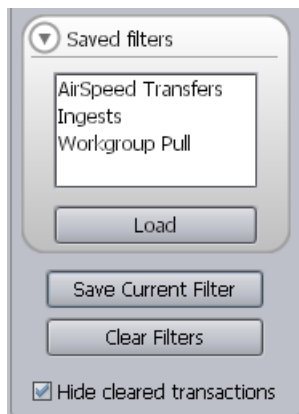 Saved filters
AirSpeed Transfers
Ingests
Workgroup Pull
Load
Save Current Filter
Clear Filters
Hide cleared transactions